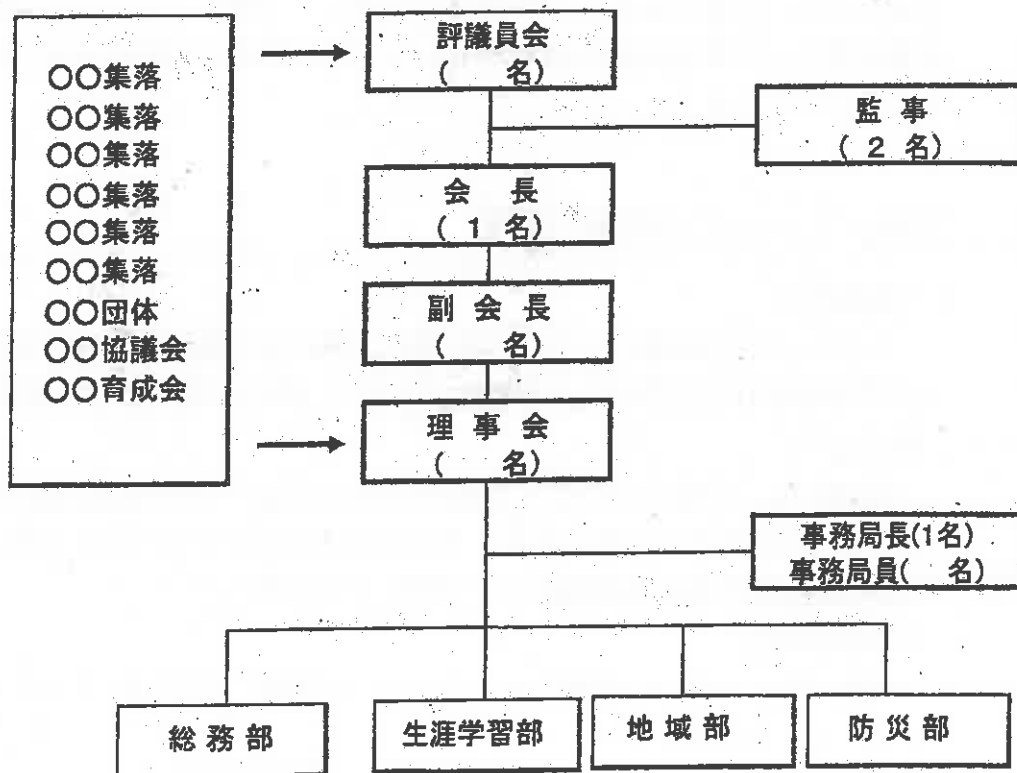 〇〇集落
〇〇集落
〇〇集落
〇〇集落
〇〇集落
〇〇集落
〇〇団体
〇〇協議会
〇〇育成会
評議員会
(　　名)
監 事
( 2 名)
会 長
( 1 名)
副 会 長
(　　名)
理 事 会
(　　名)
事務局長(1名)
事務局員(　名)
総 務 部
生涯学習部
地 域 部
防 災 部